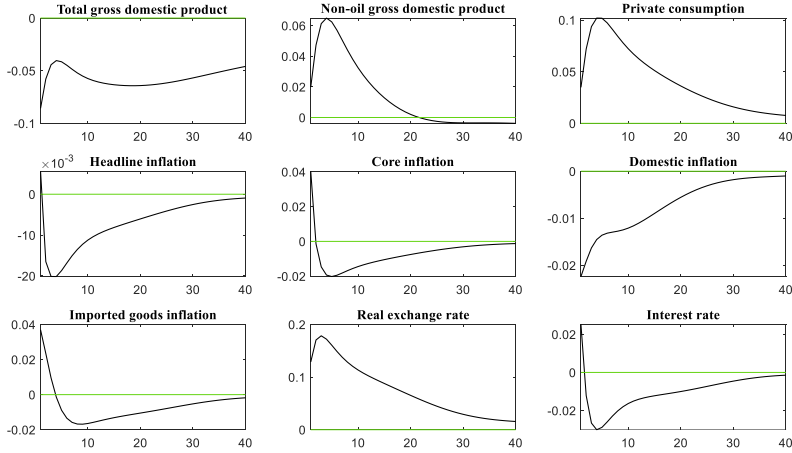 Total gross domestic product
0
-0.05
-0.1
10 20 30 40
Non-oil gross domestic product
0.06
0.04
0.02
0
10 20 30 40
Private consumption
0.1
0.05
0
10 20 30 40
×10⁻³ Headline inflation
0
-10
-20
10 20 30 40
Core inflation
0.04
0.02
0
-0.02
10 20 30 40
Domestic inflation
0
-0.01
-0.02
10 20 30 40
Imported goods inflation
0.04
0.02
0
-0.02
10 20 30 40
Real exchange rate
0.2
0.1
0
10 20 30 40
Interest rate
0.02
0
-0.02
10 20 30 40